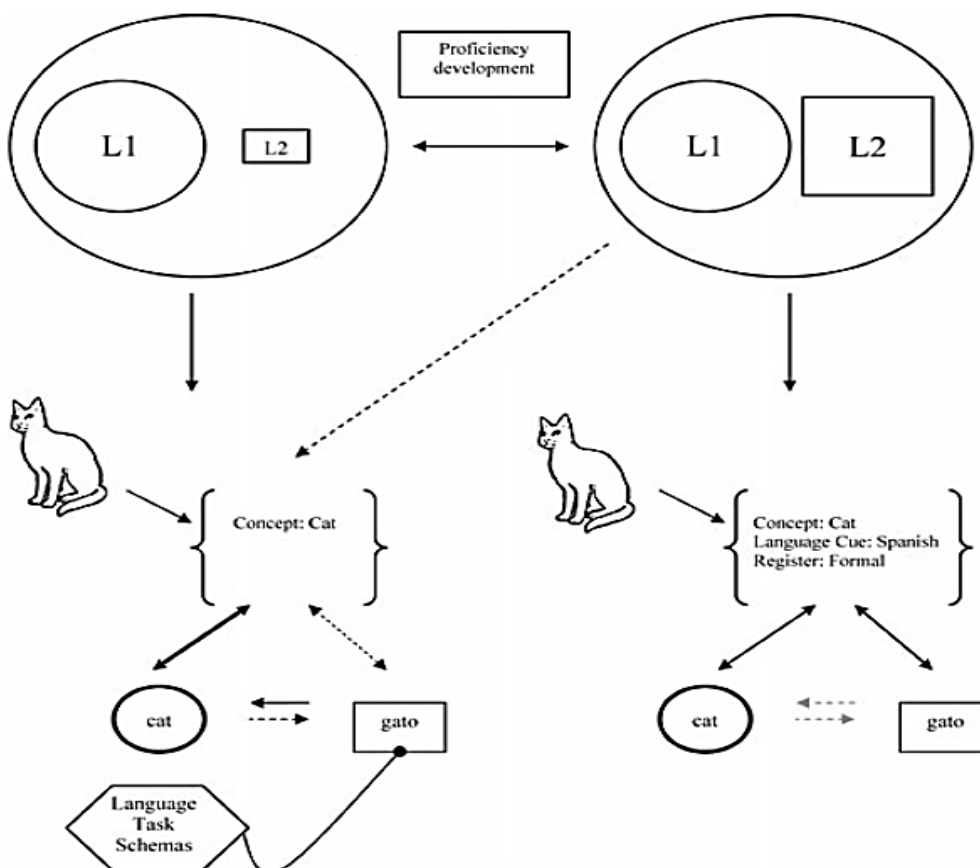 Proficiency
development
L1
L2
L1
L2
Concept: Cat
Concept: Cat
Language Cue: Spanish
Register: Formal
cat
gato
cat
gato
Language
Task
Schemas